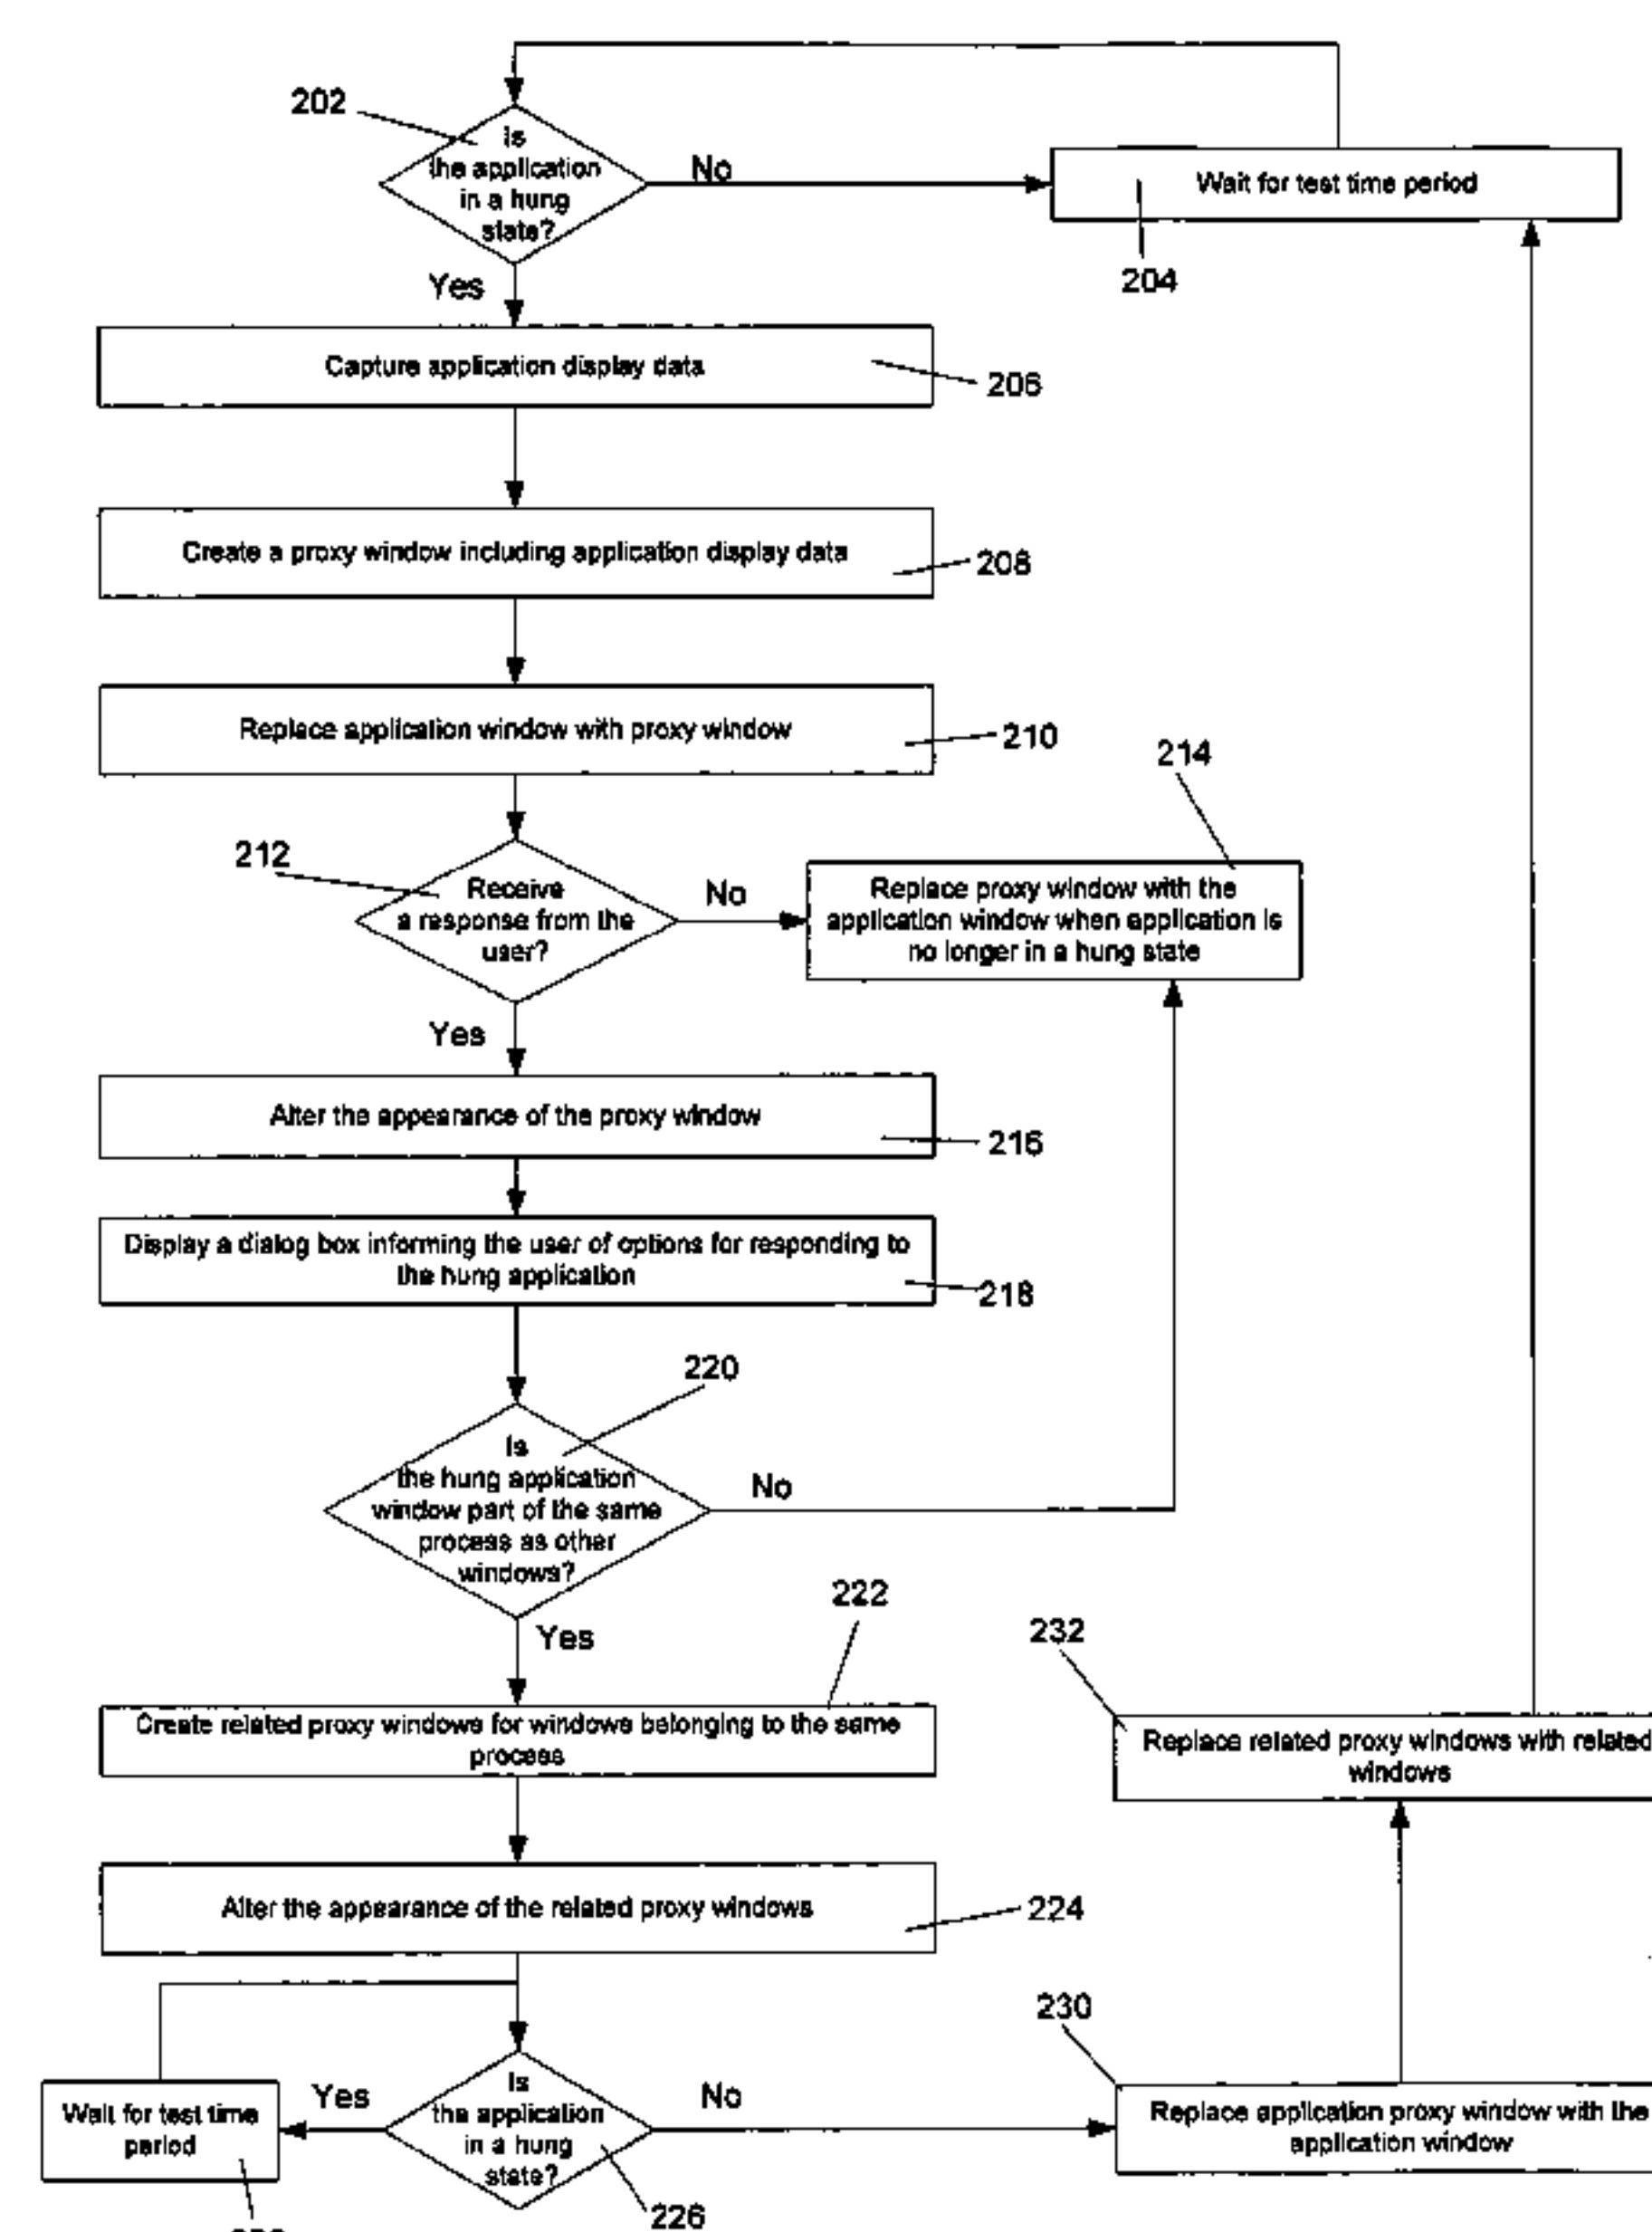 202
Is
the application
in a hung
state?
No
Wait for test time period
204
Yes
Capture application display data
206
Create a proxy window including application display data
208
Replace application window with proxy window
210
214
212
Receive
a response from the
user?
No
Replace proxy window with the
application window when application is
no longer in a hung state
Yes
Alter the appearance of the proxy window
216
Display a dialog box informing the user of options for responding to
the hung application
218
220
Is
the hung application
window part of the same
process as other
windows?
No
Yes
222
232
Create related proxy windows for windows belonging to the same
process
Replace related proxy windows with related
windows
Alter the appearance of the related proxy windows
224
230
Wait for test time
period
Yes
Is
the application
in a hung
state?
No
Replace application proxy window with the
application window
226